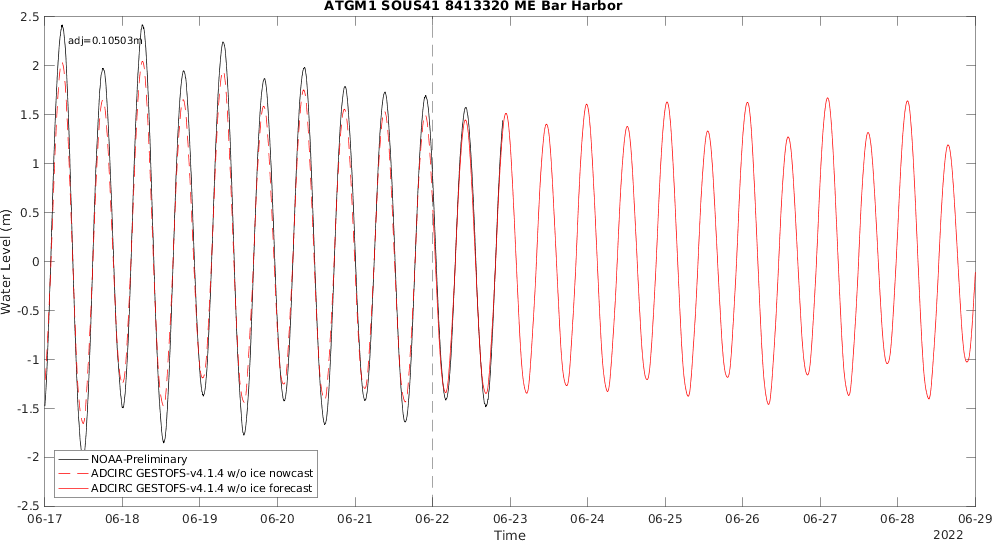 ATGM1 SOUS41 8413320 ME Bar Harbor
adj=0.10503m
2.5
2
1.5
1
0.5
0
-0.5
-1
-1.5
-2
-2.5
Water Level (m)
NOAA-Preliminary
ADCIRC GESTOFS-v4.1.4 w/o ice nowcast
ADCIRC GESTOFS-v4.1.4 w/o ice forecast
06-17 06-18 06-19 06-20 06-21 06-22 06-23 06-24 06-25 06-26 06-27 06-28 06-29
Time
2022